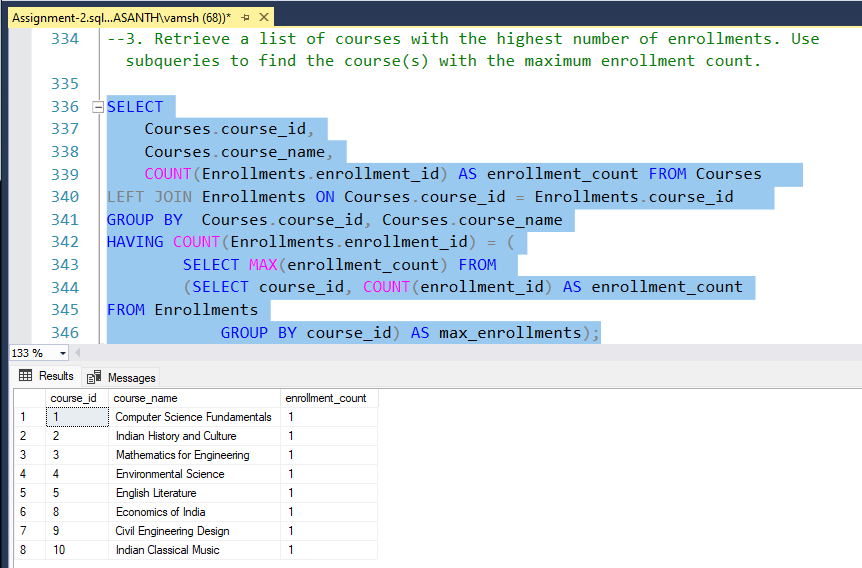 Assignment-2.sql...ASANTH\vamsh (68))*
334 --3. Retrieve a list of courses with the highest number of enrollments. Use
subqueries to find the course(s) with the maximum enrollment count.
335
336 SELECT
337 Courses.course_id,
338 Courses.course_name,
339 COUNT(Enrollments.enrollment_id) AS enrollment_count FROM Courses
340 LEFT JOIN Enrollments ON Courses.course_id = Enrollments.course_id
341 GROUP BY  Courses.course_id, Courses.course_name
342 HAVING COUNT(Enrollments.enrollment_id) = (
343 SELECT MAX(enrollment_count) FROM
344 (SELECT course_id, COUNT(enrollment_id) AS enrollment_count
345 FROM Enrollments
346 GROUP BY course_id) AS max_enrollments);
133 %
Results Messages
course_id course_name enrollment_count
1 1 Computer Science Fundamentals 1
2 2 Indian History and Culture 1
3 3 Mathematics for Engineering 1
4 4 Environmental Science 1
5 5 English Literature 1
6 8 Economics of India 1
7 9 Civil Engineering Design 1
8 10 Indian Classical Music 1